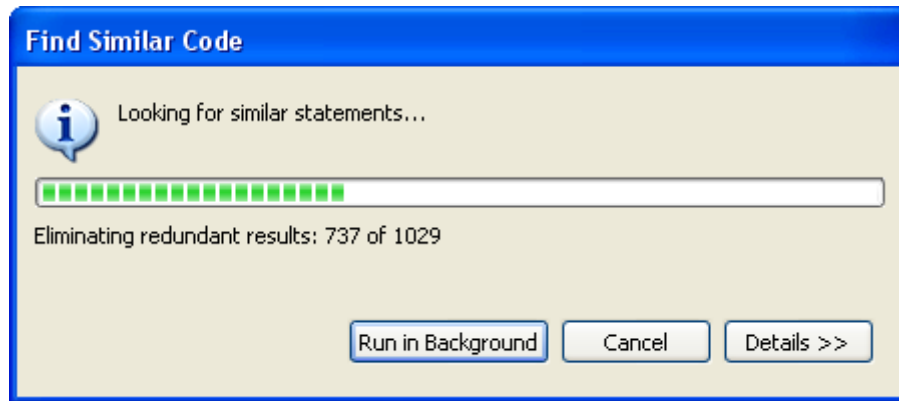 Find Similar Code
Looking for similar statements...
Eliminating redundant results: 737 of 1029
Run in Background Cancel Details >>